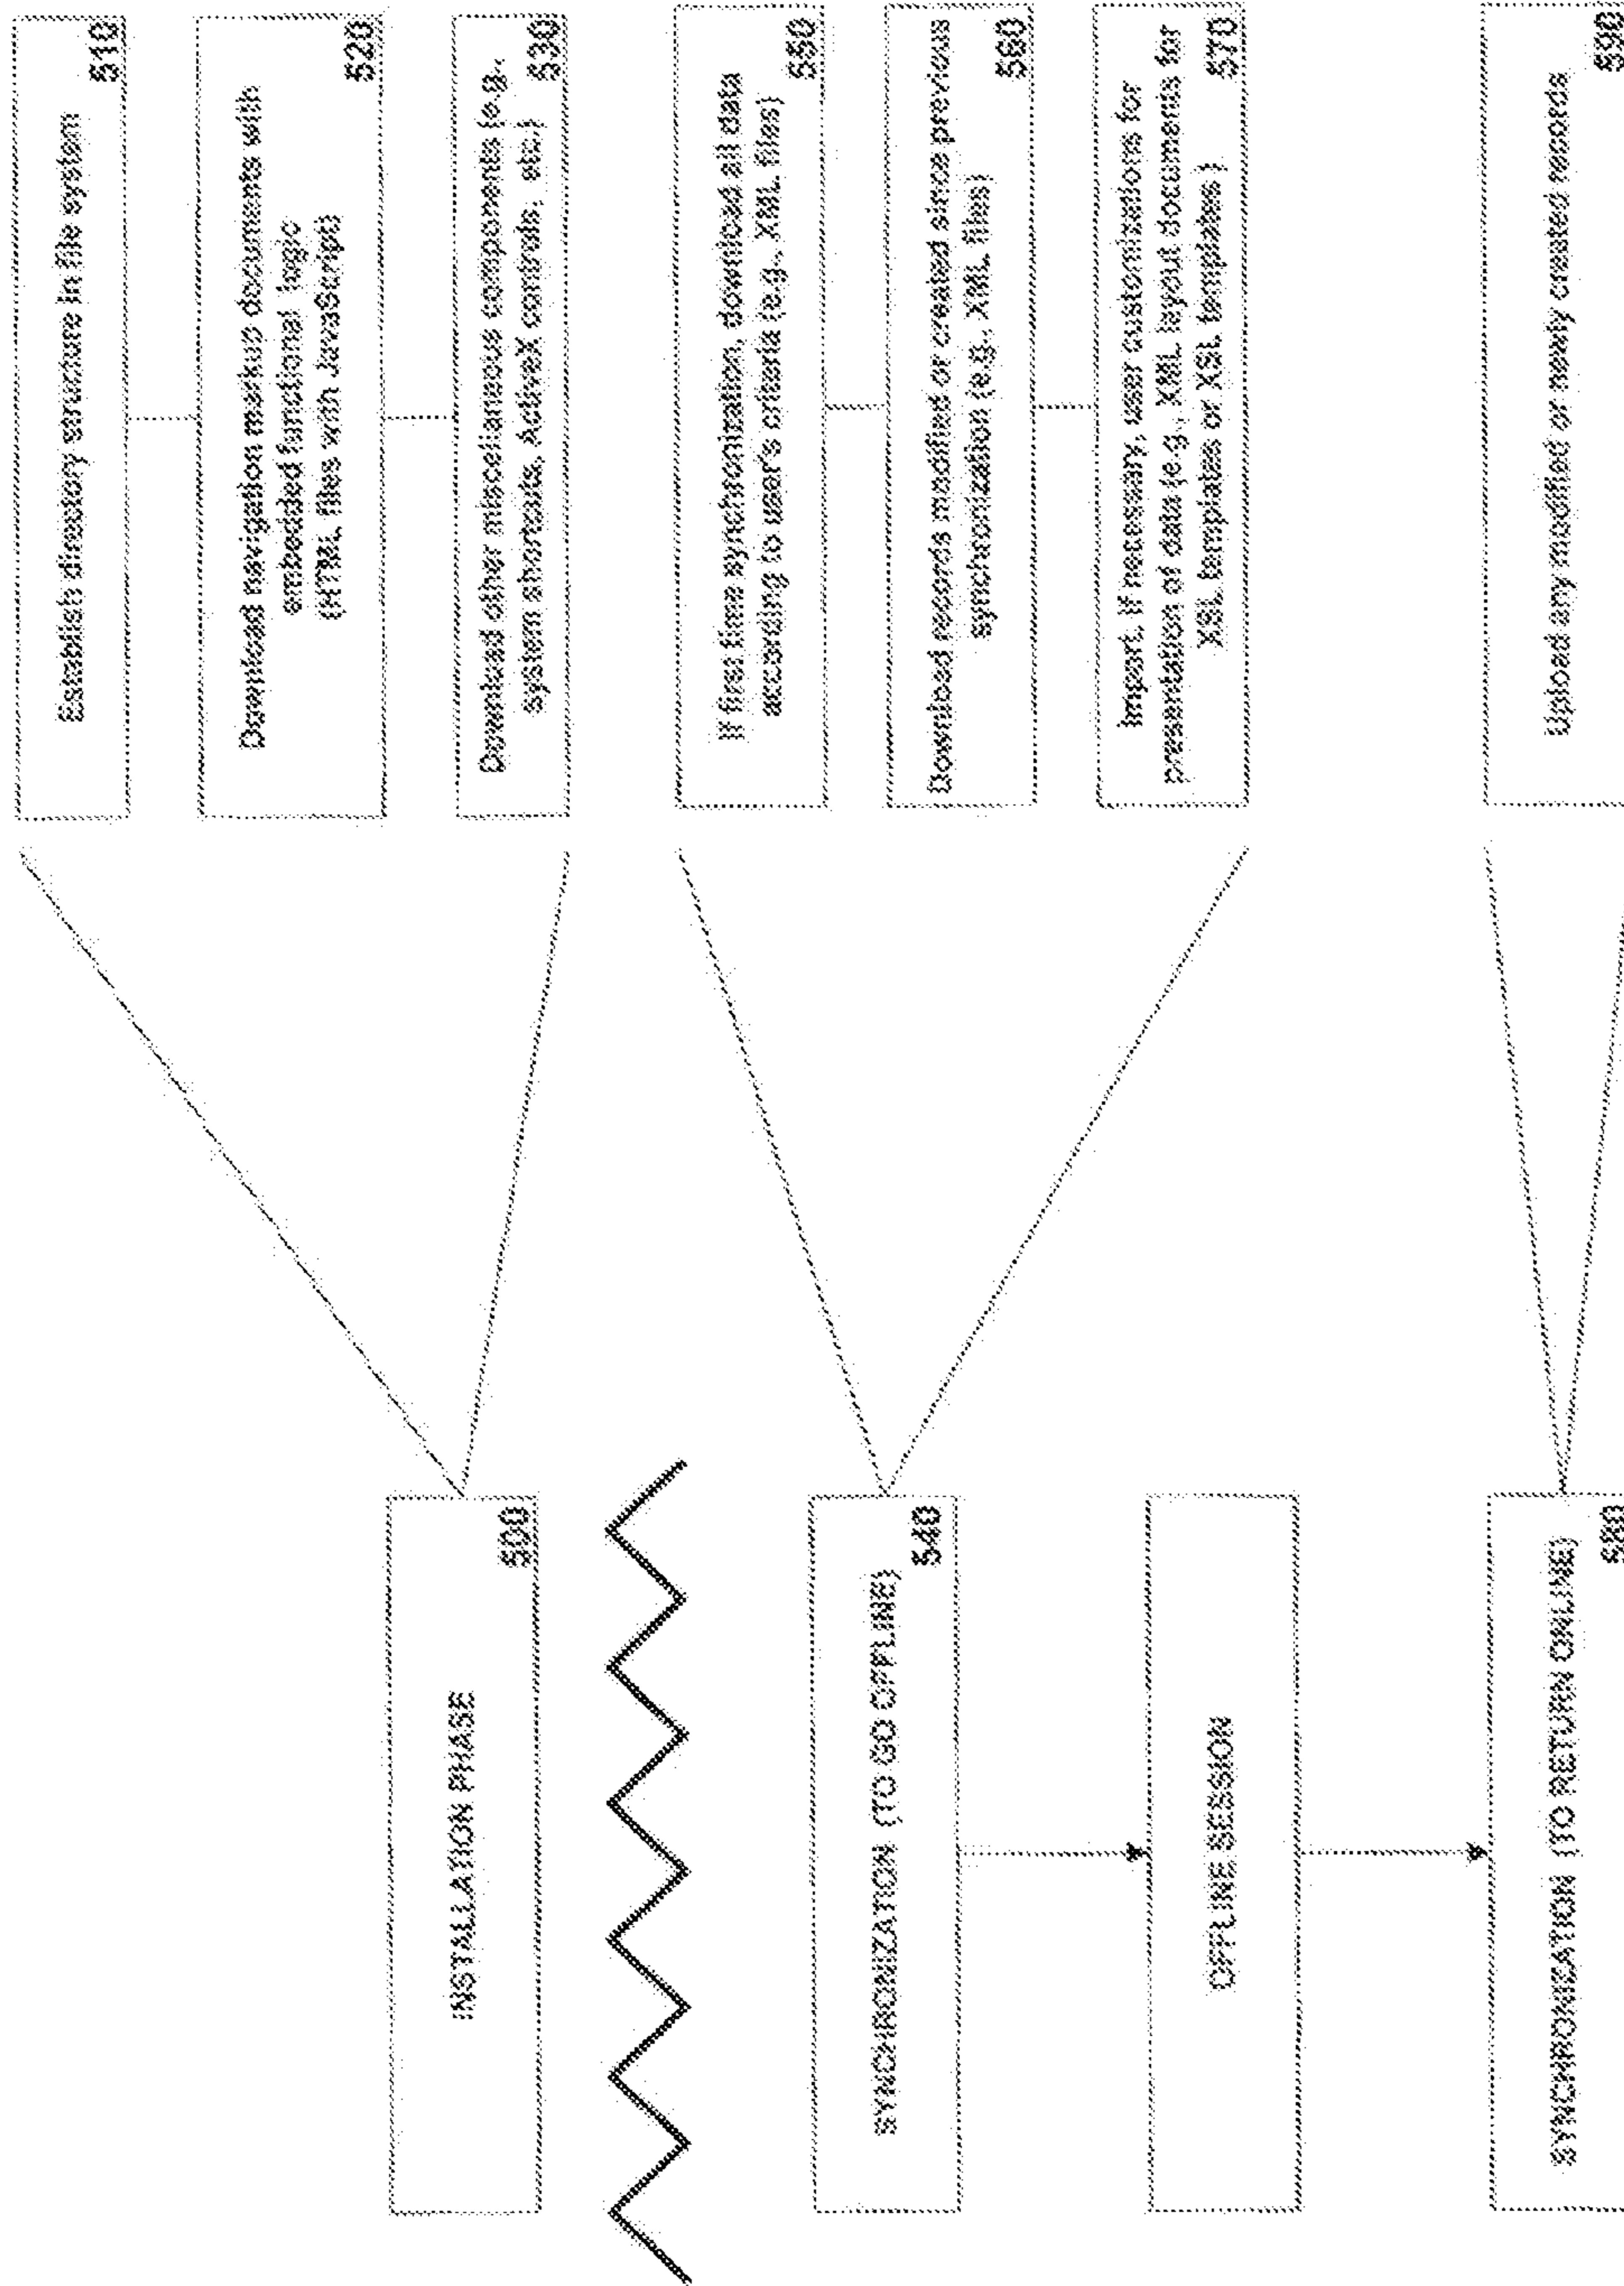 INSTALLATION PHASE
500
Establish directory structure in file system
510
Download navigation markup documents with
embedded functional logic
(HTML files with JavaScript)
520
Download other miscellaneous components (e.g.,
system shortcuts, ActiveX controls, etc.)
530
SYNCHRONIZATION (TO GO OFFLINE)
540
If first time synchronization, download all data
according to user's criteria (e.g., XML files)
550
Download records modified or created since previous
synchronization (e.g., XML files)
560
Import, if necessary, user customisations for
presentation of data (e.g., XML layout documents for
XSL templates or XSL templates )
570
OFFLINE SESSION
SYNCHRONIZATION (TO RETURN ONLINE)
580
Upload any modified or newly created records
590